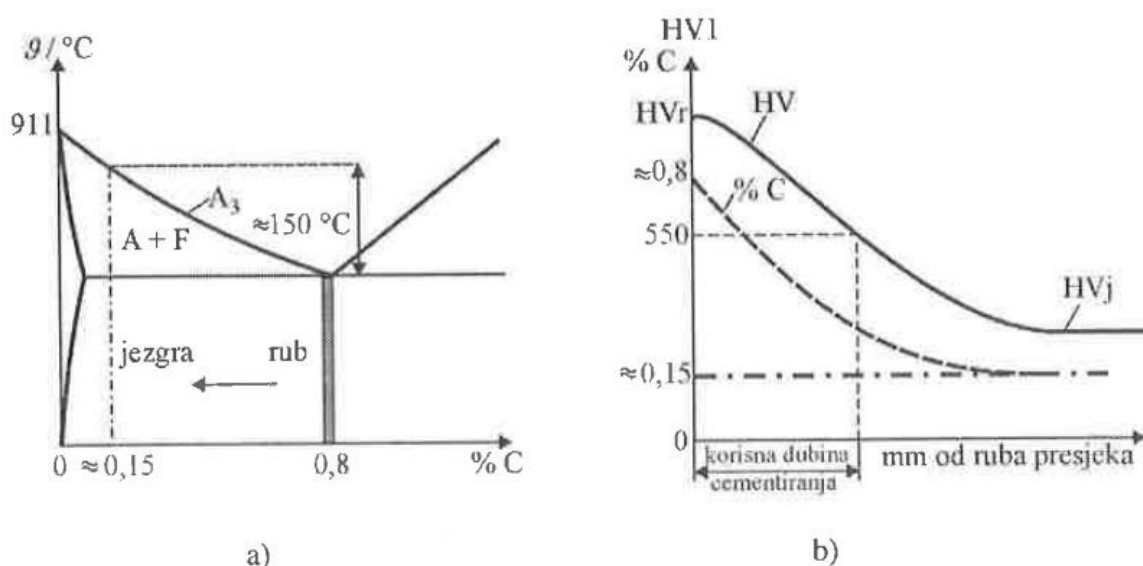 ϑ / °C
911
A₃
≈150 °C
A + F
jezgra
rub
0
≈ 0,15
0,8
% C
a)
HV1
% C
HVr
HV
≈0,8
% C
550
HVj
≈0,15
0
korisna dubina
cementiranja
mm od ruba presjeka
b)